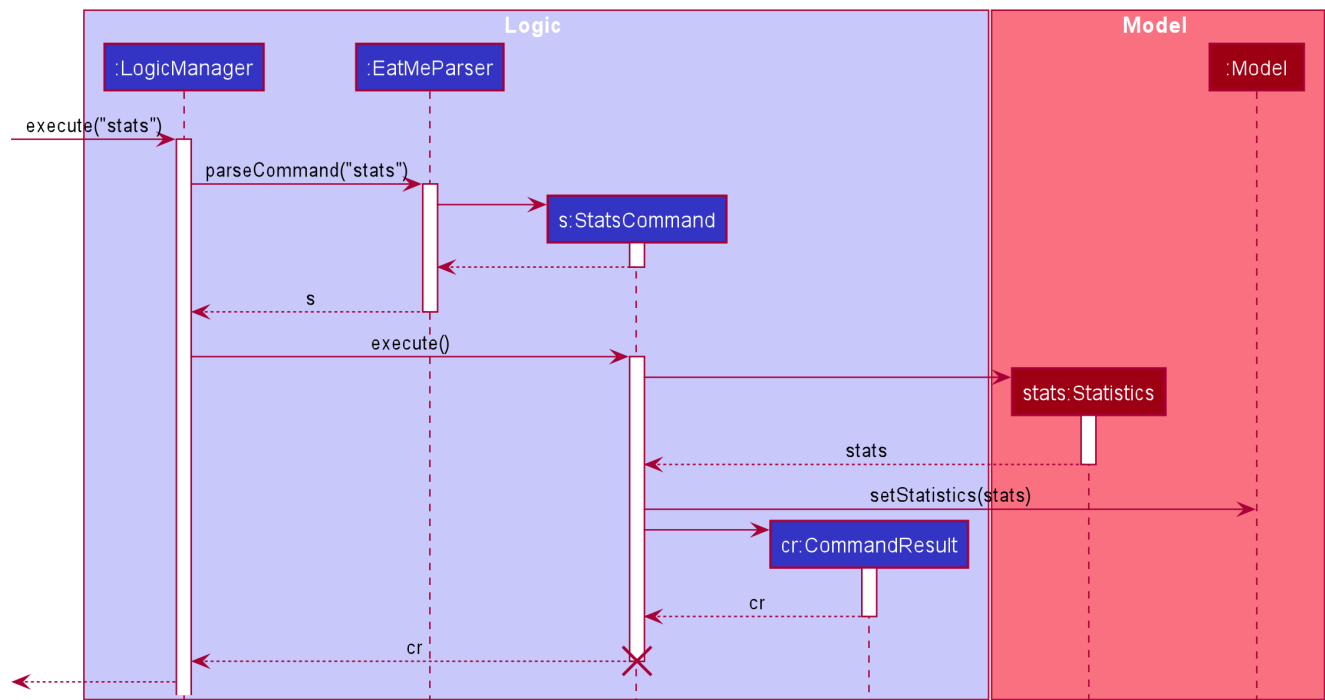 Logic
Model
:LogicManager
:EatMeParser
:Model
execute("stats")
parseCommand("stats")
s:StatsCommand
s
execute()
stats:Statistics
stats
setStatistics(stats)
cr:CommandResult
cr
cr